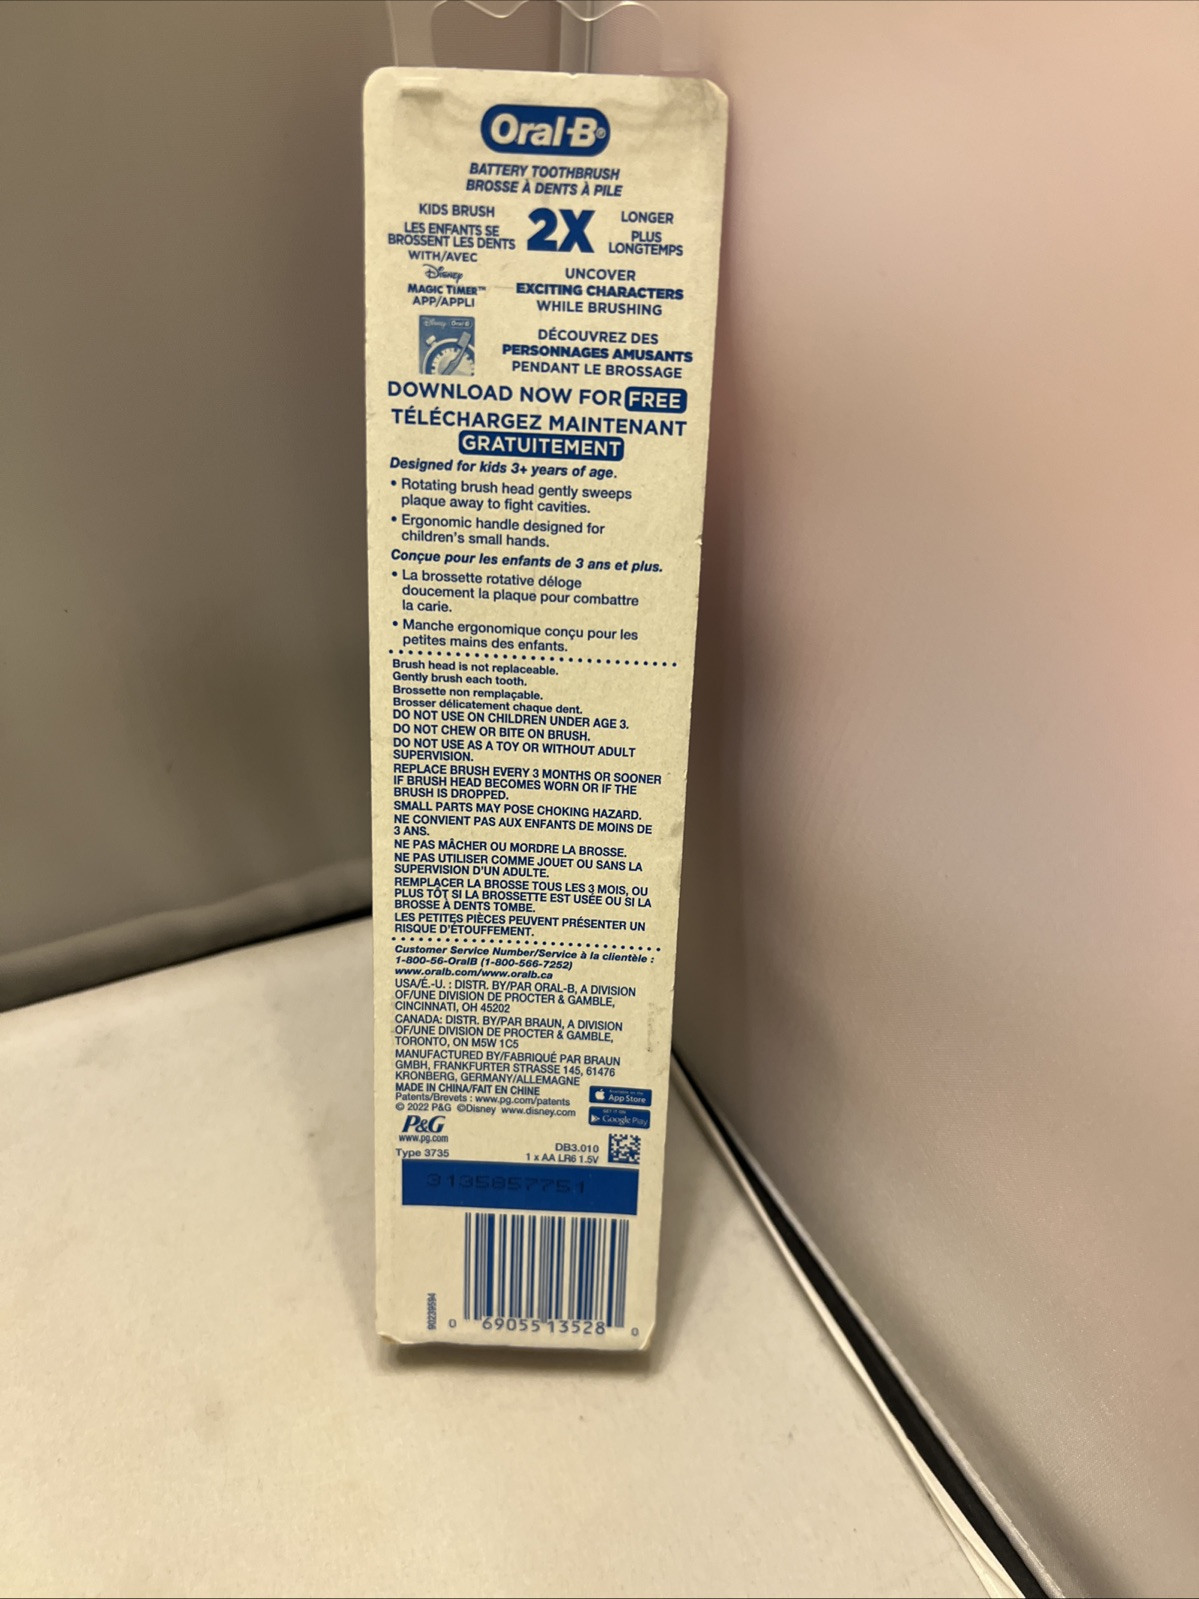 Oral-B®
BATTERY TOOTHBRUSH
BROSSE À DENTS À PILE
KIDS BRUSH
LES ENFANTS SE
BROSSENT LES DENTS
2X
LONGER
PLUS
LONGTEMPS
WITH/AVEC
Disney
MAGIC TIMER™
APP/APPLI
UNCOVER
EXCITING CHARACTERS
WHILE BRUSHING
Disney Oral-B
DÉCOUVREZ DES
PERSONNAGES AMUSANTS
PENDANT LE BROSSAGE
DOWNLOAD NOW FOR FREE
TÉLÉCHARGEZ MAINTENANT
GRATUITEMENT
Designed for kids 3+ years of age.
• Rotating brush head gently sweeps
plaque away to fight cavities.
• Ergonomic handle designed for
children's small hands.
Conçue pour les enfants de 3 ans et plus.
• La brossette rotative déloge
doucement la plaque pour combattre
la carie.
• Manche ergonomique conçu pour les
petites mains des enfants.
Brush head is not replaceable.
Gently brush each tooth.
Brossette non remplaçable.
Brosser délicatement chaque dent.
DO NOT USE ON CHILDREN UNDER AGE 3.
DO NOT CHEW OR BITE ON BRUSH.
DO NOT USE AS A TOY OR WITHOUT ADULT
SUPERVISION.
REPLACE BRUSH EVERY 3 MONTHS OR SOONER
IF BRUSH HEAD BECOMES WORN OR IF THE
BRUSH IS DROPPED.
SMALL PARTS MAY POSE CHOKING HAZARD.
NE CONVIENT PAS AUX ENFANTS DE MOINS DE
3 ANS.
NE PAS MÂCHER OU MORDRE LA BROSSE.
NE PAS UTILISER COMME JOUET OU SANS LA
SUPERVISION D'UN ADULTE.
REMPLACER LA BROSSE TOUS LES 3 MOIS, OU
PLUS TÔT SI LA BROSSETTE EST USÉE OU SI LA
BROSSE À DENTS TOMBE.
LES PETITES PIÈCES PEUVENT PRÉSENTER UN
RISQUE D'ÉTOUFFEMENT.
Customer Service Number/Service à la clientèle :
1-800-56-OralB (1-800-566-7252)
www.oralb.com/www.oralb.ca
USA/É.-U. : DISTR. BY/PAR ORAL-B, A DIVISION
OF/UNE DIVISION DE PROCTER & GAMBLE,
CINCINNATI, OH 45202
CANADA: DISTR. BY/PAR BRAUN, A DIVISION
OF/UNE DIVISION DE PROCTER & GAMBLE,
TORONTO, ON M5W 1C5
MANUFACTURED BY/FABRIQUÉ PAR BRAUN
GMBH, FRANKFURTER STRASSE 145, 61476
KRONBERG, GERMANY/ALLEMAGNE
MADE IN CHINA/FAIT EN CHINE
Patents/Brevets : www.pg.com/patents
© 2022 P&G ©Disney www.disney.com
Available on the
App Store
GET IT ON
Google Play
P&G
www.pg.com
Type 3735
DB3.010
1 x AA LR6 1.5V
3135857751
90239594
0 69055 13528 0